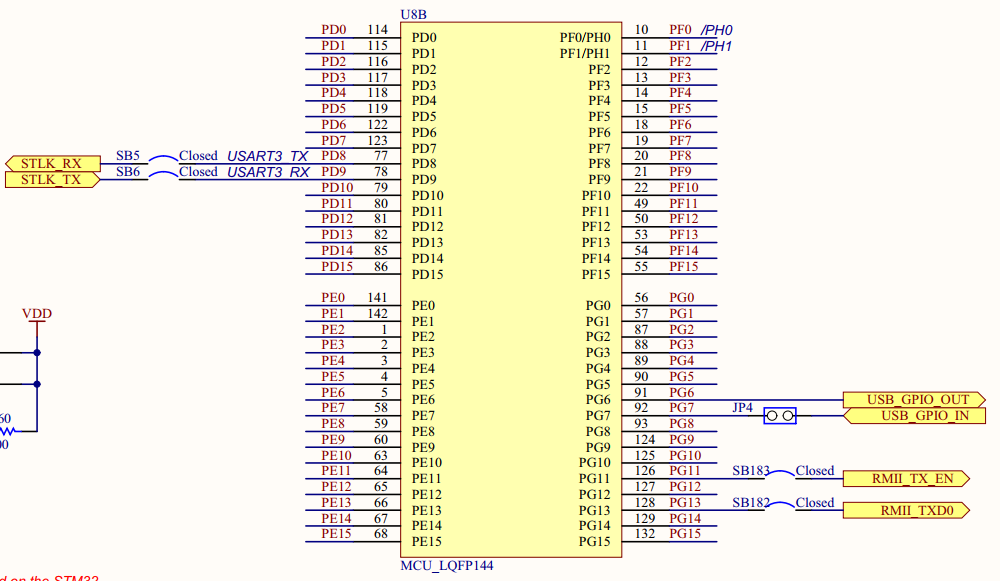 U8B
PD0 114 PD0 PF0/PH0 10 PF0 /PH0
PD1 115 PD1 PF1/PH1 11 PF1 /PH1
PD2 116 PD2 PF2 12 PF2
PD3 117 PD3 PF3 13 PF3
PD4 118 PD4 PF4 14 PF4
PD5 119 PD5 PF5 15 PF5
PD6 122 PD6 PF6 18 PF6
PD7 123 PD7 PF7 19 PF7
STLK_RX SB5 Closed USART3_TX PD8 77 PD8 PF8 20 PF8
STLK_TX SB6 Closed USART3_RX PD9 78 PD9 PF9 21 PF9
PD10 79 PD10 PF10 22 PF10
PD11 80 PD11 PF11 49 PF11
PD12 81 PD12 PF12 50 PF12
PD13 82 PD13 PF13 53 PF13
PD14 85 PD14 PF14 54 PF14
PD15 86 PD15 PF15 55 PF15
PE0 141 PE0 PG0 56 PG0
VDD PE1 142 PE1 PG1 57 PG1
PE2 1 PE2 PG2 87 PG2
PE3 2 PE3 PG3 88 PG3
PE4 3 PE4 PG4 89 PG4
PE5 4 PE5 PG5 90 PG5
PE6 5 PE6 PG6 91 PG6 USB_GPIO_OUT
PE7 58 PE7 PG7 92 PG7 JP4 USB_GPIO_IN
60 PE8 59 PE8 PG8 93 PG8
PE9 60 PE9 PG9 124 PG9
PE10 63 PE10 PG10 125 PG10
PE11 64 PE11 PG11 126 PG11 SB183 Closed RMII_TX_EN
PE12 65 PE12 PG12 127 PG12
PE13 66 PE13 PG13 128 PG13 SB182 Closed RMII_TXD0
PE14 67 PE14 PG14 129 PG14
PE15 68 PE15 PG15 132 PG15
MCU_LQFP144
on the STM32